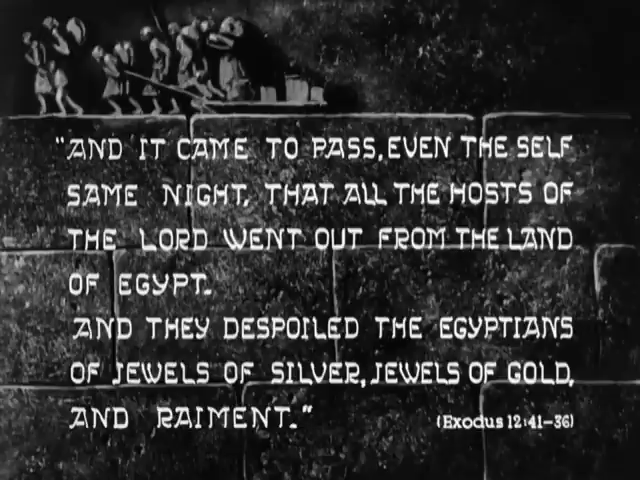 "AND IT CAME TO PASS, EVEN THE SELF
SAME NIGHT, THAT ALL THE HOSTS OF
THE LORD WENT OUT FROM THE LAND
OF EGYPT.
AND THEY DESPOILED THE EGYPTIANS
OF JEWELS OF SILVER, JEWELS OF GOLD,
AND RAIMENT."
(Exodus 12:41-36)